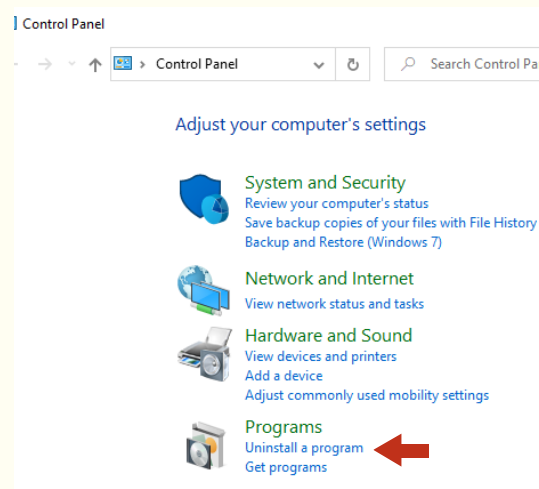 Control Panel
Control Panel
Search Control Pa
Adjust your computer's settings
System and Security
Review your computer's status
Save backup copies of your files with File History
Backup and Restore (Windows 7)
Network and Internet
View network status and tasks
Hardware and Sound
View devices and printers
Add a device
Adjust commonly used mobility settings
Programs
Uninstall a program
Get programs